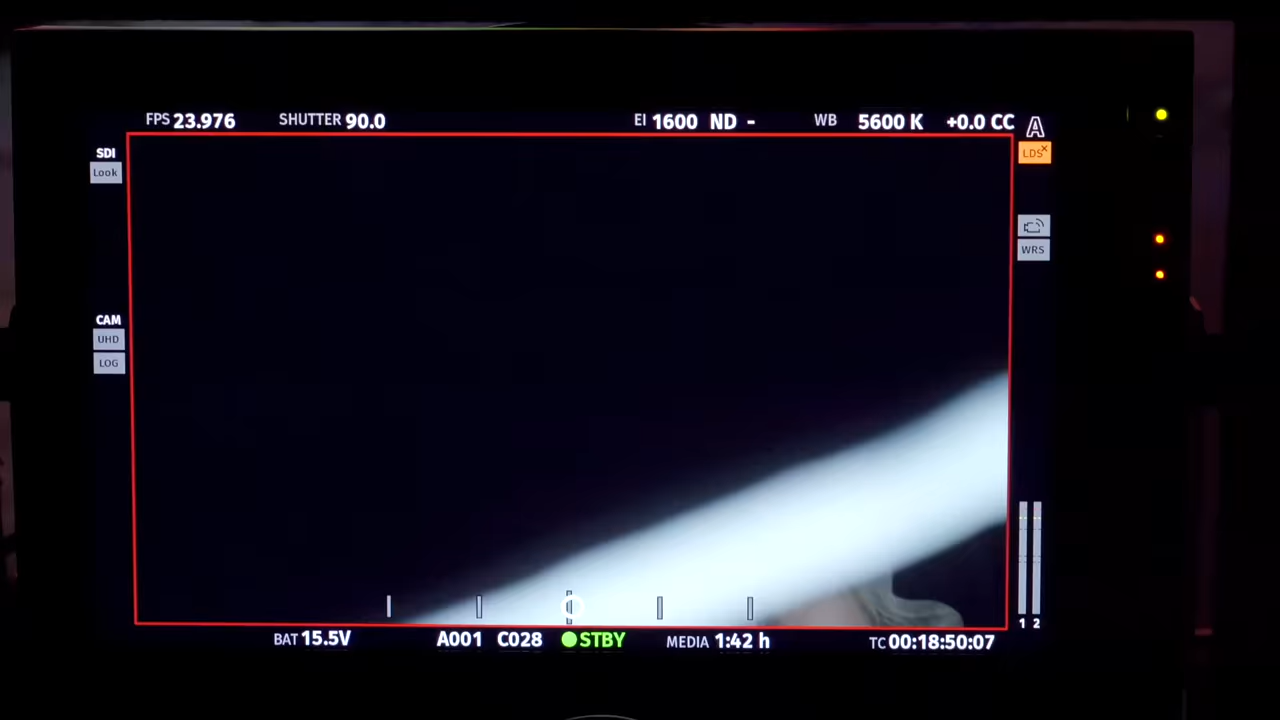 FPS 23.976 SHUTTER 90.0 EI 1600 ND - WB 5600 K +0.0 CC A
SDI
Look
LDS×
WRS
CAM
UHD
LOG
1 2
BAT 15.5V A001 C028 STBY MEDIA 1:42 h TC 00:18:50:07